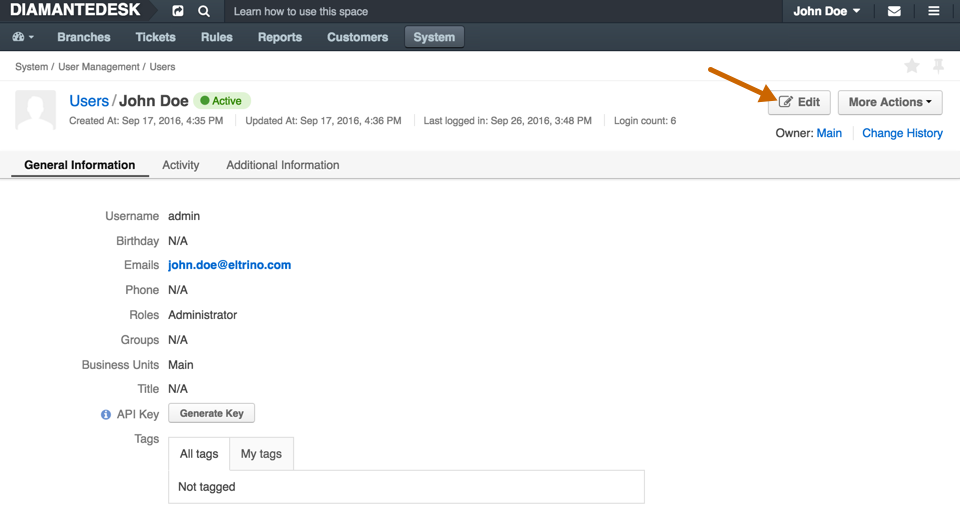 DIAMANTEDESK Learn how to use this space John Doe
Branches Tickets Rules Reports Customers System
System / User Management / Users
Users / John Doe Active Edit More Actions
Created At: Sep 17, 2016, 4:35 PM Updated At: Sep 17, 2016, 4:36 PM Last logged in: Sep 26, 2016, 3:48 PM Login count: 6
Owner: Main Change History
General Information Activity Additional Information
Username admin
Birthday N/A
Emails john.doe@eltrino.com
Phone N/A
Roles Administrator
Groups N/A
Business Units Main
Title N/A
API Key Generate Key
Tags
All tags My tags
Not tagged